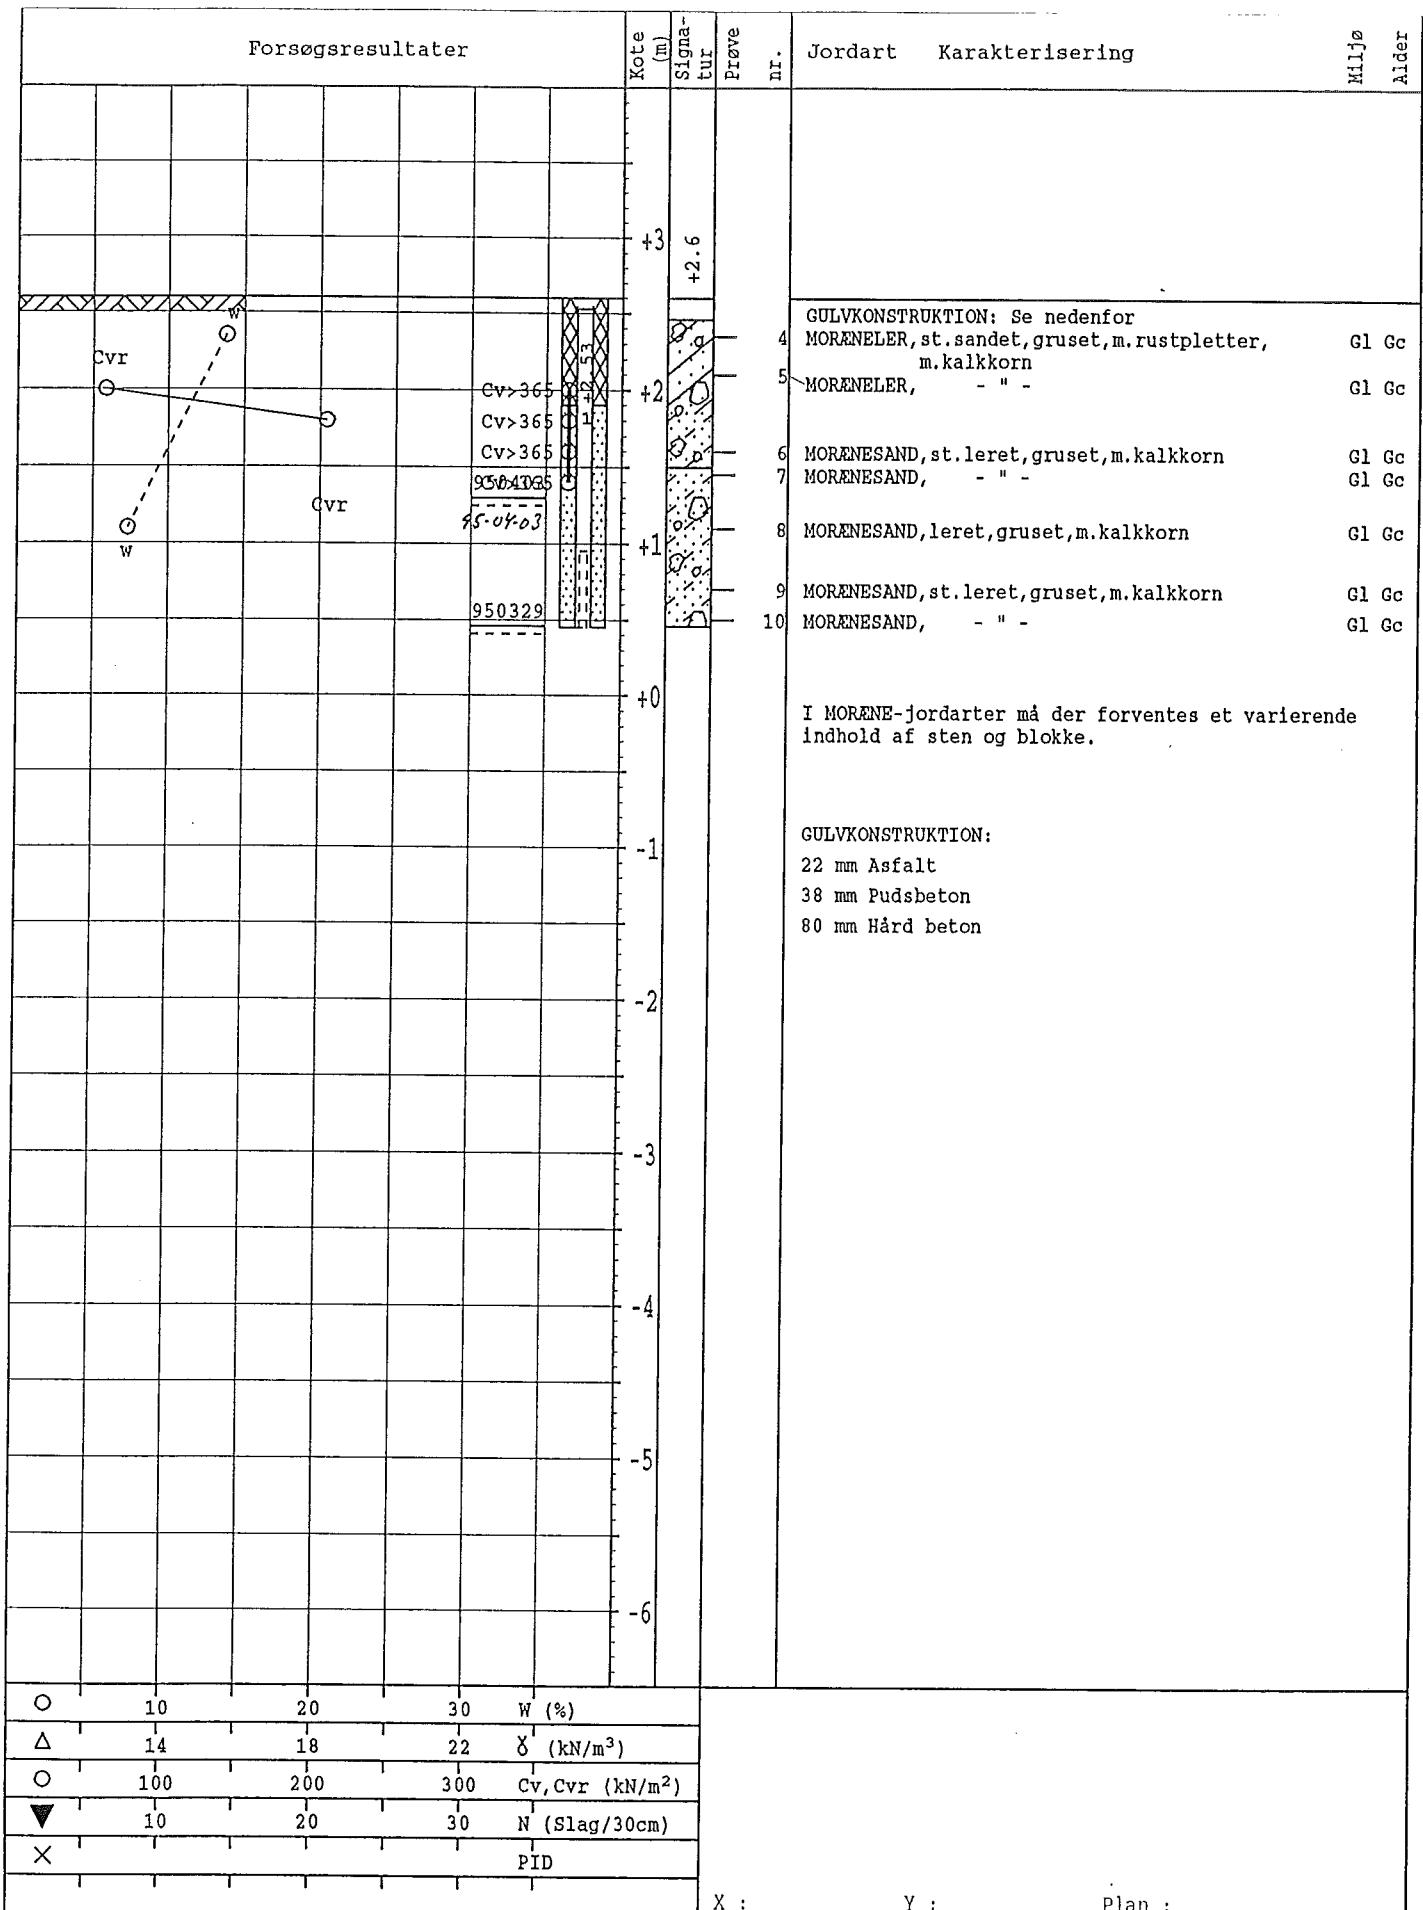 Forsøgsresultater
Kote (m)
Signa-tur
Prøve nr.
Jordart Karakterisering
Miljø
Alder
+3
+2.6
GULVKONSTRUKTION: Se nedenfor
W
4 MORÆNELER,st.sandet,gruset,m.rustpletter, Gl Gc
m.kalkkorn
Cvr
Cv>365
1 +2.53
+2
5 MORÆNELER, - " - Gl Gc
Cv>365
Cv>365
6 MORÆNESAND,st.leret,gruset,m.kalkkorn Gl Gc
950403
Cv>365
7 MORÆNESAND, - " - Gl Gc
Cvr
95-04-03
8 MORÆNESAND,leret,gruset,m.kalkkorn Gl Gc
W
+1
9 MORÆNESAND,st.leret,gruset,m.kalkkorn Gl Gc
950329
10 MORÆNESAND, - " - Gl Gc
+0
I MORÆNE-jordarter må der forventes et varierende
indhold af sten og blokke.
GULVKONSTRUKTION:
-1
22 mm Asfalt
38 mm Pudsbeton
80 mm Hård beton
-2
-3
-4
-5
-6
10 20 30 W (%)
14 18 22 γ (kN/m³)
100 200 300 Cv,Cvr (kN/m²)
10 20 30 N (Slag/30cm)
PID
X : Y : Plan :